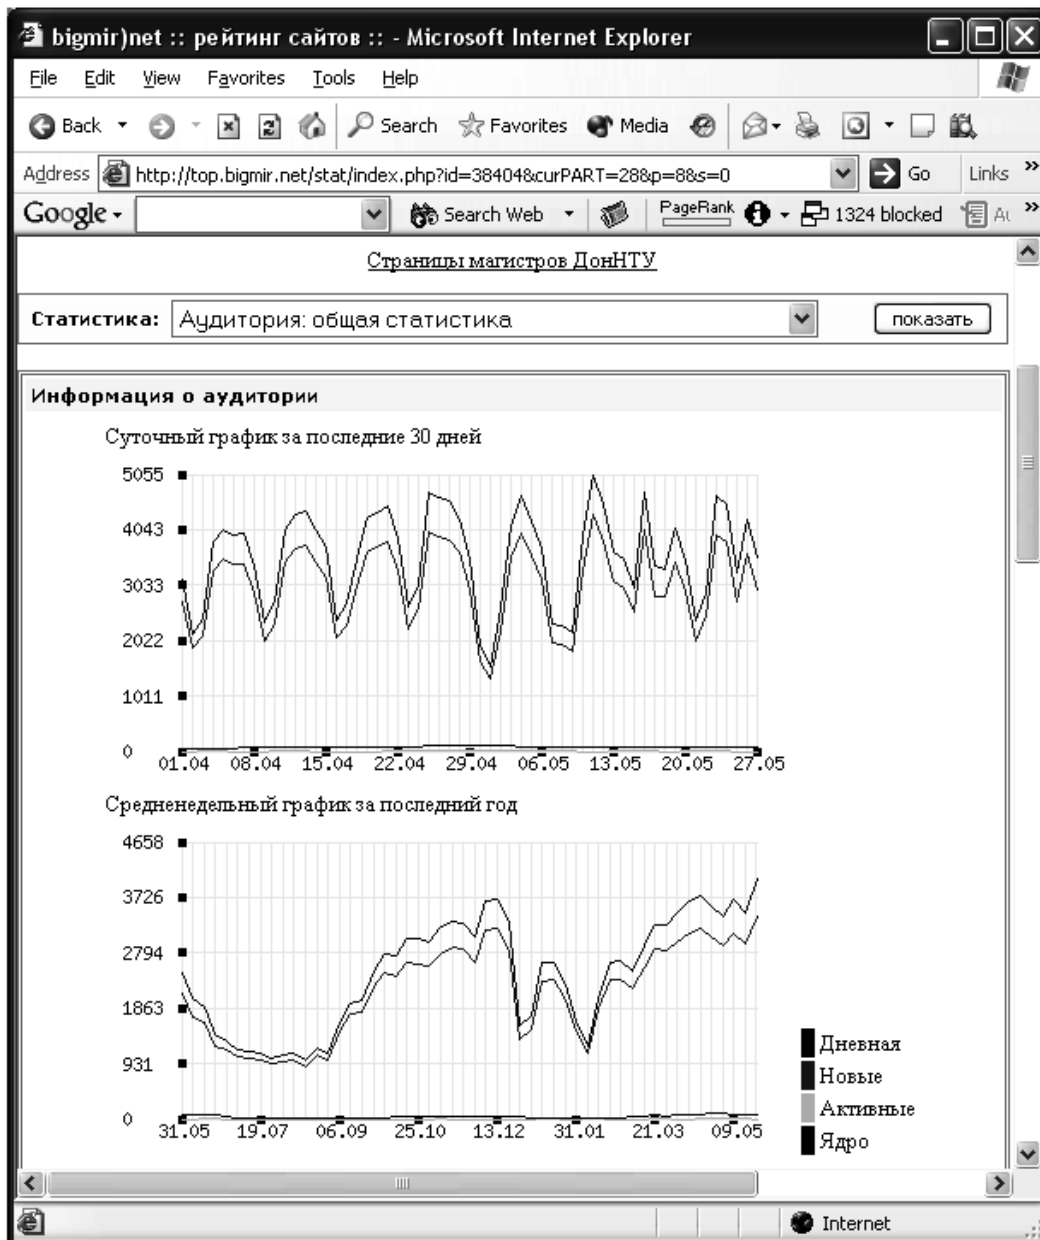 bigmir)net :: рейтинг сайтов :: - Microsoft Internet Explorer
File Edit View Favorites Tools Help
Back Search Favorites Media
Address http://top.bigmir.net/stat/index.php?id=38404&curPART=28&p=8&s=0 Go Links »
Google Search Web PageRank 1324 blocked »
Страницы магистров ДонНТУ
Статистика: Аудитория: общая статистика показать
Информация о аудитории
Суточный график за последние 30 дней
5055
4043
3033
2022
1011
0
01.04 08.04 15.04 22.04 29.04 06.05 13.05 20.05 27.05
Средненедельный график за последний год
4658
3726
2794
1863
931
0
31.05 19.07 06.09 25.10 13.12 31.01 21.03 09.05
Дневная
Новые
Активные
Ядро
Internet